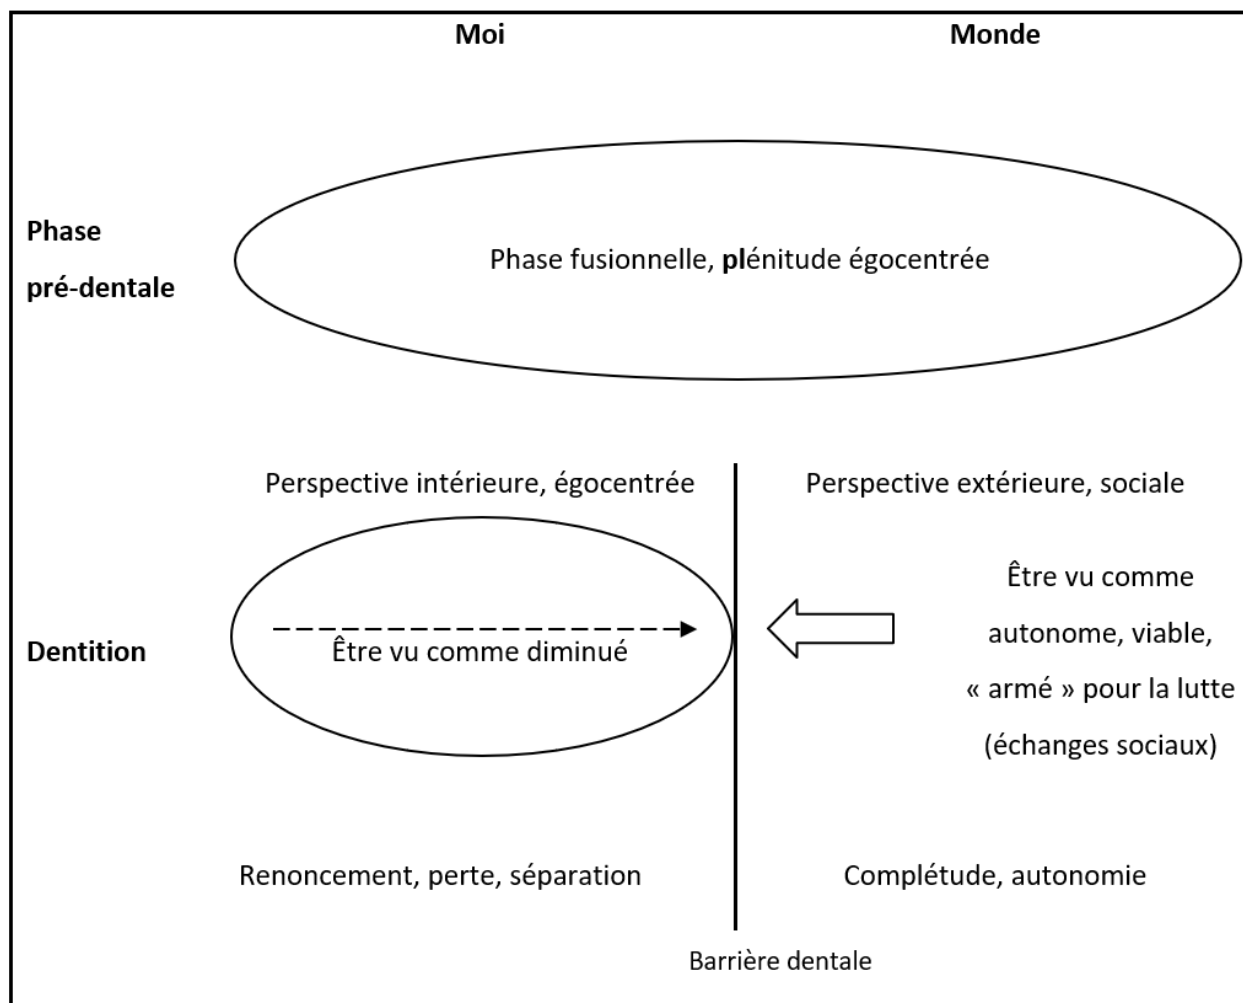 Moi
Monde
Phase
pré-dentale
Phase fusionnelle, plénitude égocentrée
Perspective intérieure, égocentrée
Perspective extérieure, sociale
Dentition
Être vu comme diminué
Être vu comme
autonome, viable,
« armé » pour la lutte
(échanges sociaux)
Renoncement, perte, séparation
Complétude, autonomie
Barrière dentale